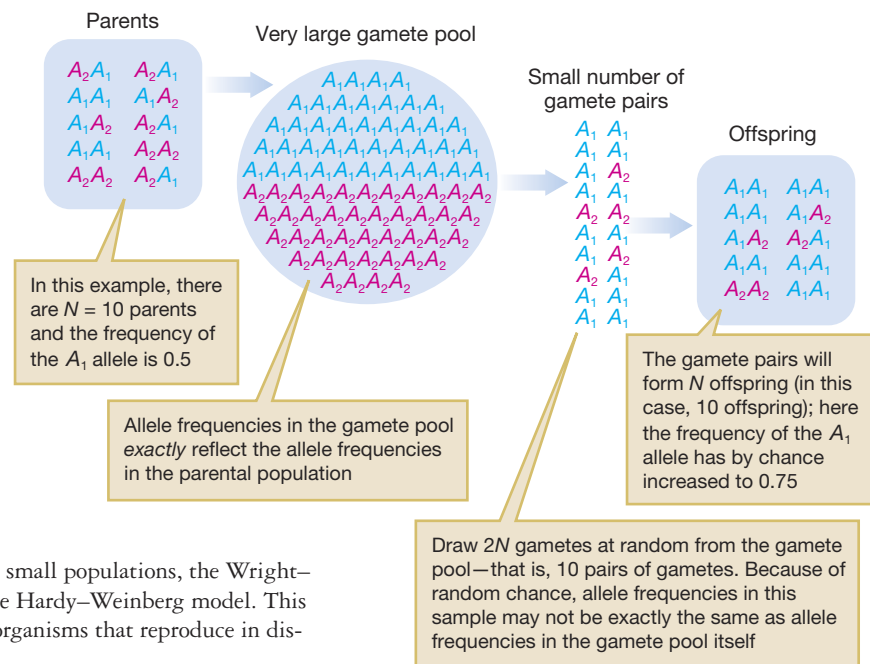 Parents
A₂A₁ A₂A₁
A₁A₁ A₁A₂
A₁A₂ A₂A₁
A₁A₁ A₂A₂
A₂A₂ A₂A₁
Very large gamete pool
A₁A₁A₁A₁
A₁A₁A₁A₁A₁A₁A₁
A₁A₁A₁A₁A₁A₁A₁A₁A₁
A₁A₁A₁A₁A₁A₁A₁A₁A₁A₁
A₁A₁A₁A₁A₁A₁A₁A₁A₁A₁A₁
A₂A₂A₂A₂A₂A₂A₂A₂A₂A₂A₂
A₂A₂A₂A₂A₂A₂A₂A₂A₂A₂
A₂A₂A₂A₂A₂A₂A₂A₂A₂
A₂A₂A₂A₂A₂A₂A₂
A₂A₂A₂A₂
Small number of
gamete pairs
A₁ A₁
A₁ A₁
A₁ A₂
A₁ A₁
A₂ A₂
A₁ A₁
A₁ A₂
A₂ A₁
A₁ A₁
A₁ A₁
Offspring
A₁A₁ A₁A₁
A₁A₁ A₁A₂
A₁A₂ A₂A₁
A₁A₁ A₁A₁
A₂A₂ A₁A₁
In this example, there
are N = 10 parents
and the frequency of
the A₁ allele is 0.5
Allele frequencies in the gamete pool
exactly reflect the allele frequencies
in the parental population
The gamete pairs will
form N offspring (in this
case, 10 offspring); here
the frequency of the A₁
allele has by chance
increased to 0.75
Draw 2N gametes at random from the gamete
pool—that is, 10 pairs of gametes. Because of
random chance, allele frequencies in this
sample may not be exactly the same as allele
frequencies in the gamete pool itself
small populations, the Wright–
e Hardy–Weinberg model. This
organisms that reproduce in dis-